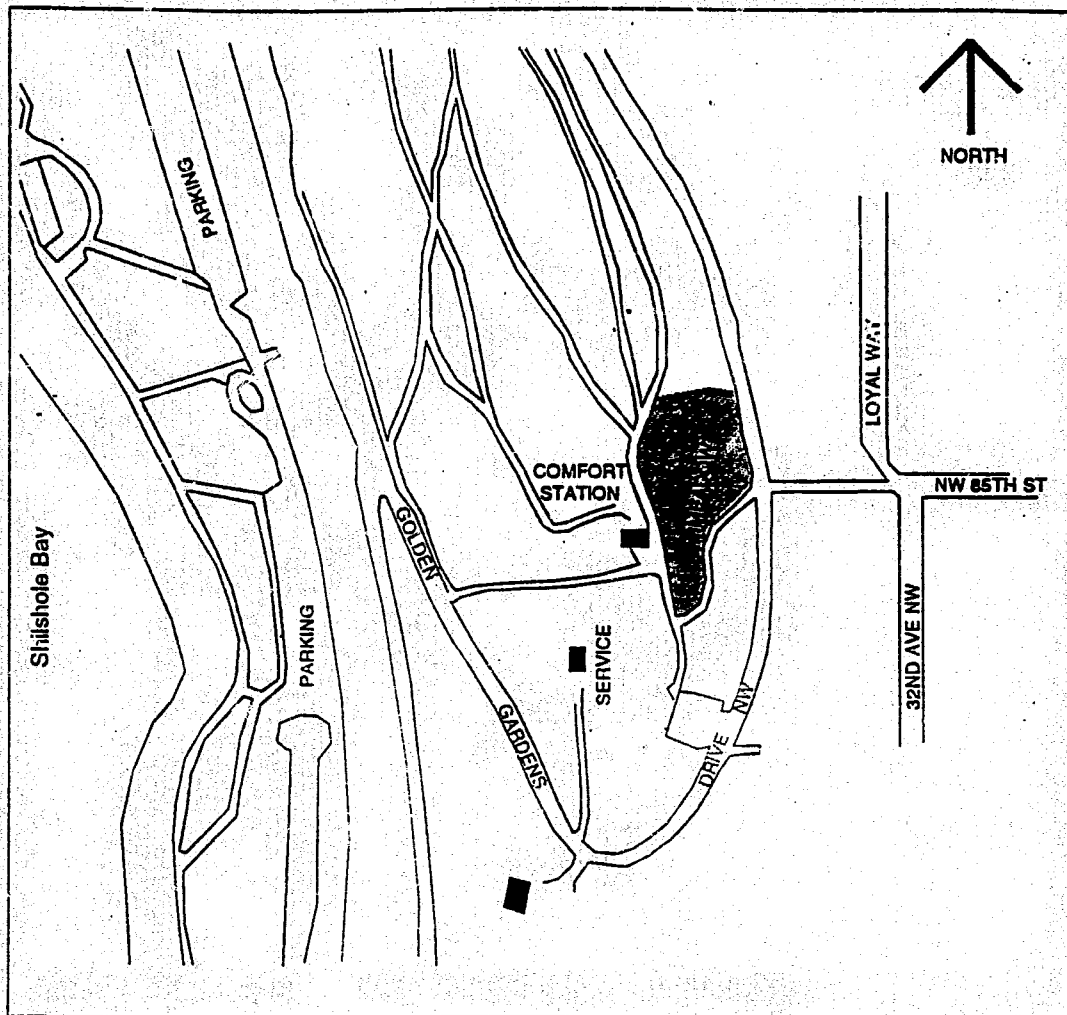 NORTH
PARKING
LOYAL WAY
COMFORT
STATION
NW 85TH ST
GOLDEN
Shilshole Bay
PARKING
SERVICE
32ND AVE NW
GARDENS
DRIVE NW